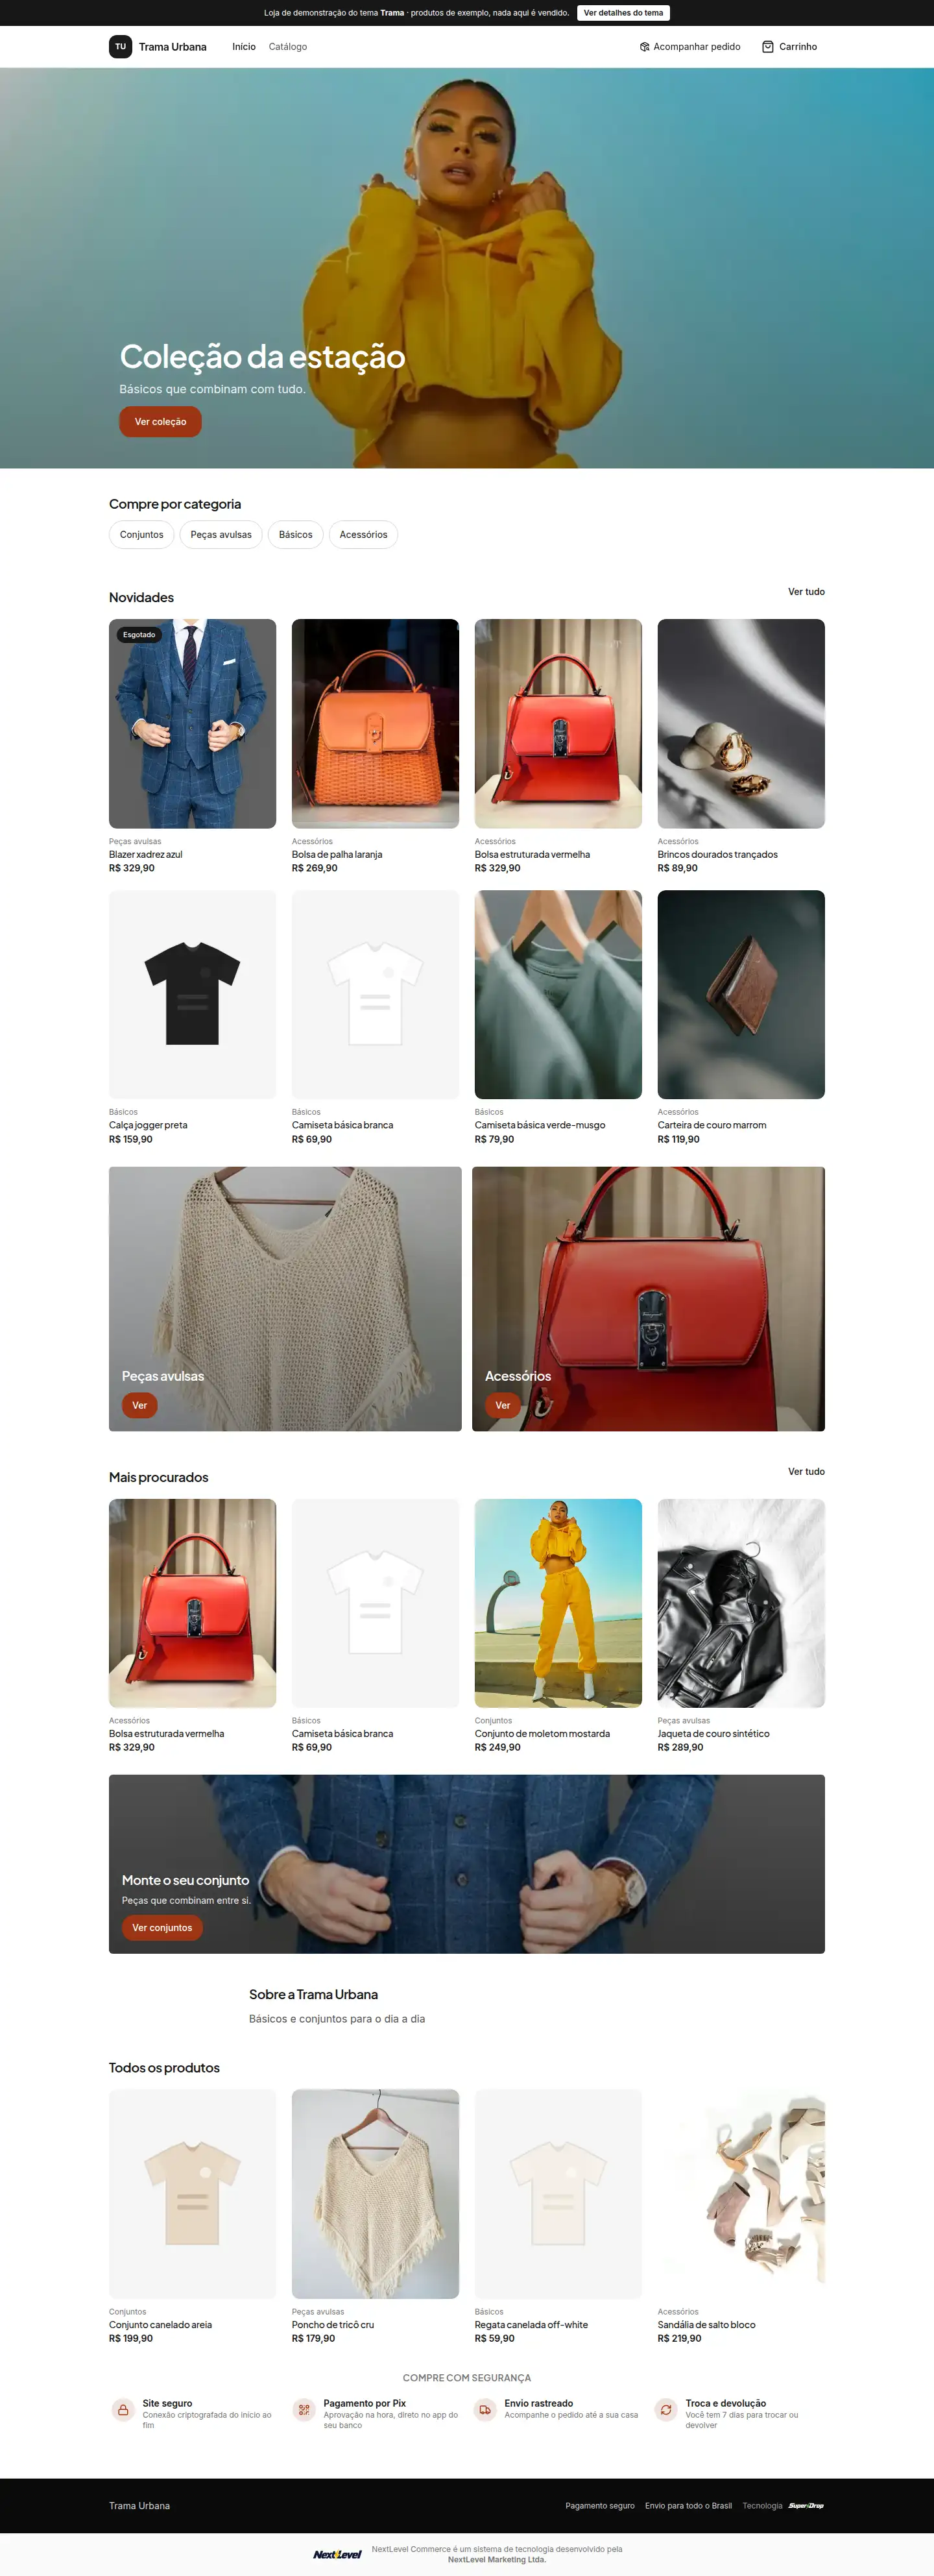 Loja de demonstração do tema Trama · produtos de exemplo, nada aqui é vendido. Ver detalhes do tema
TU Trama Urbana Início Catálogo Acompanhar pedido Carrinho
Coleção da estação
Básicos que combinam com tudo.
Ver coleção
Compre por categoria
Conjuntos Peças avulsas Básicos Acessórios
Novidades Ver tudo
Esgotado
Peças avulsas Acessórios Acessórios Acessórios
Blazer xadrez azul Bolsa de palha laranja Bolsa estruturada vermelha Brincos dourados trançados
R$ 329,90 R$ 269,90 R$ 329,90 R$ 89,90
Básicos Básicos Básicos Acessórios
Calça jogger preta Camiseta básica branca Camiseta básica verde-musgo Carteira de couro marrom
R$ 159,90 R$ 69,90 R$ 79,90 R$ 119,90
Peças avulsas Acessórios
Ver Ver
Mais procurados Ver tudo
Acessórios Básicos Conjuntos Peças avulsas
Bolsa estruturada vermelha Camiseta básica branca Conjunto de moletom mostarda Jaqueta de couro sintético
R$ 329,90 R$ 69,90 R$ 249,90 R$ 289,90
Monte o seu conjunto
Peças que combinam entre si.
Ver conjuntos
Sobre a Trama Urbana
Básicos e conjuntos para o dia a dia
Todos os produtos
Conjuntos Peças avulsas Básicos Acessórios
Conjunto canelado areia Poncho de tricô cru Regata canelada off-white Sandália de salto bloco
R$ 199,90 R$ 179,90 R$ 59,90 R$ 219,90
COMPRE COM SEGURANÇA
Site seguro
Conexão criptografada do início ao
fim
Pagamento por Pix
Aprovação na hora, direto no app do
seu banco
Envio rastreado
Acompanhe o pedido até a sua casa
Troca e devolução
Você tem 7 dias para trocar ou
devolver
Trama Urbana Pagamento seguro Envio para todo o Brasil Tecnologia SuperDrop
NextLevel NextLevel Commerce é um sistema de tecnologia desenvolvido pela
NextLevel Marketing Ltda.